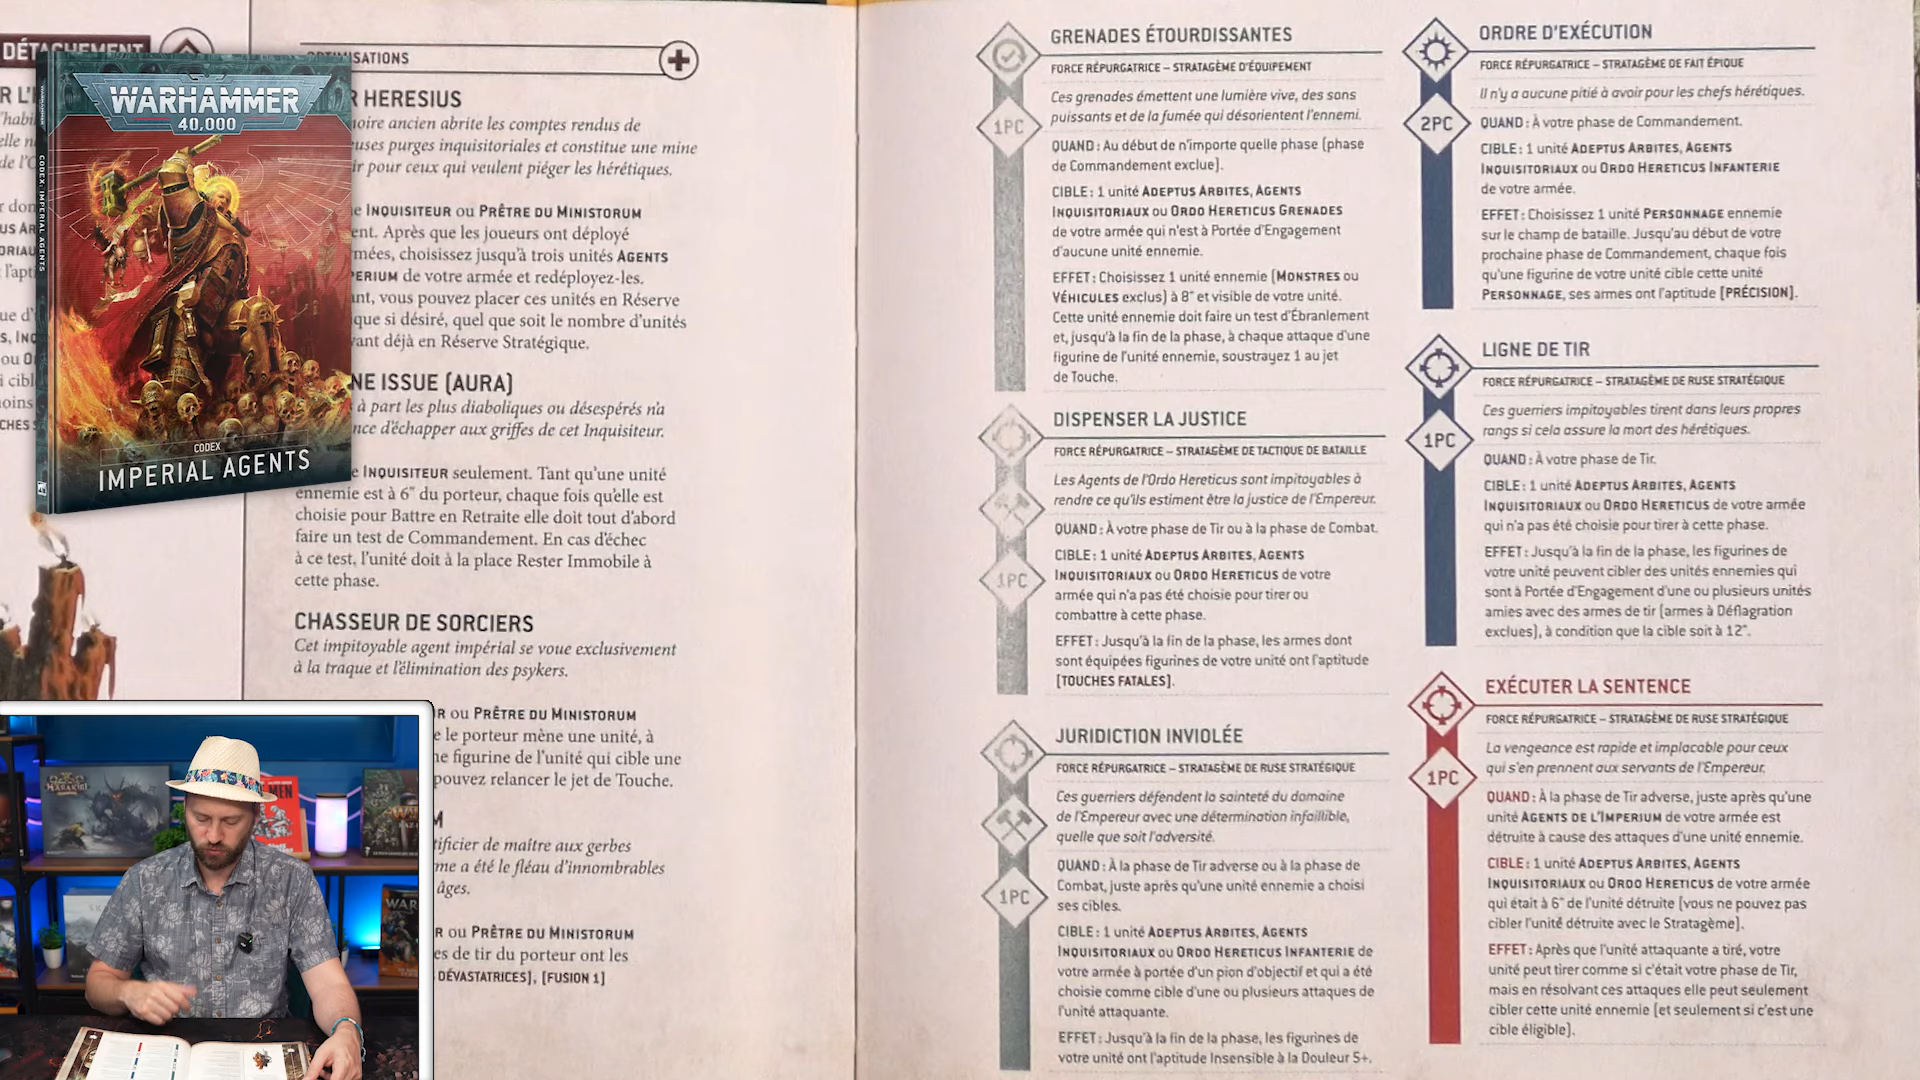 DÉTACHEMENT
WARHAMMER
40,000
CODEX: IMPERIAL AGENTS
CODEX
IMPERIAL AGENTS
R HERESIUS
noire ancien abrite les comptes rendus de
uses purges inquisitoriales et constitue une mine
ir pour ceux qui veulent piéger les hérétiques.
e INQUISITEUR ou PRÊTRE DU MINISTORUM
ent. Après que les joueurs ont déployé
rmées, choisissez jusqu'à trois unités AGENTS
PERIUM de votre armée et redéployez-les.
ant, vous pouvez placer ces unités en Réserve
que si désiré, quel que soit le nombre d'unités
vant déjà en Réserve Stratégique.
NE ISSUE (AURA)
à part les plus diaboliques ou désespérés n'a
nce d'échapper aux griffes de cet Inquisiteur.
e INQUISITEUR seulement. Tant qu'une unité
ennemie est à 6" du porteur, chaque fois qu'elle est
choisie pour Battre en Retraite elle doit tout d'abord
faire un test de Commandement. En cas d'échec
à ce test, l'unité doit à la place Rester Immobile à
cette phase.
CHASSEUR DE SORCIERS
Cet impitoyable agent impérial se voue exclusivement
à la traque et l'élimination des psykers.
R ou PRÊTRE DU MINISTORUM
e le porteur mène une unité, à
ne figurine de l'unité qui cible une
pouvez relancer le jet de Touche.
M
tificier de maître aux gerbes
me a été le fléau d'innombrables
âges.
R ou PRÊTRE DU MINISTORUM
es de tir du porteur ont les
DÉVASTATRICES], [FUSION 1]
GRENADES ÉTOURDISSANTES
FORCE RÉPURGATRICE – STRATAGÈME D'ÉQUIPEMENT
1PC
Ces grenades émettent une lumière vive, des sons
puissants et de la fumée qui désorientent l'ennemi.
QUAND : Au début de n'importe quelle phase (phase
de Commandement exclue).
CIBLE : 1 unité ADEPTUS ARBITES, AGENTS
INQUISITORIAUX ou ORDO HERETICUS GRENADES
de votre armée qui n'est à Portée d'Engagement
d'aucune unité ennemie.
EFFET : Choisissez 1 unité ennemie (MONSTRES ou
VÉHICULES exclus) à 8" et visible de votre unité.
Cette unité ennemie doit faire un test d'Ébranlement
et, jusqu'à la fin de la phase, à chaque attaque d'une
figurine de l'unité ennemie, soustrayez 1 au jet
de Touche.
DISPENSER LA JUSTICE
FORCE RÉPURGATRICE – STRATAGÈME DE TACTIQUE DE BATAILLE
Les Agents de l'Ordo Hereticus sont impitoyables à
rendre ce qu'ils estiment être la justice de l'Empereur.
QUAND : À votre phase de Tir ou à la phase de Combat.
1PC
CIBLE : 1 unité ADEPTUS ARBITES, AGENTS
INQUISITORIAUX ou ORDO HERETICUS de votre
armée qui n'a pas été choisie pour tirer ou
combattre à cette phase.
EFFET : Jusqu'à la fin de la phase, les armes dont
sont équipées figurines de votre unité ont l'aptitude
[TOUCHES FATALES].
JURIDICTION INVIOLÉE
FORCE RÉPURGATRICE – STRATAGÈME DE RUSE STRATÉGIQUE
Ces guerriers défendent la sainteté du domaine
de l'Empereur avec une détermination infaillible,
quelle que soit l'adversité.
QUAND : À la phase de Tir adverse ou à la phase de
Combat, juste après qu'une unité ennemie a choisi
ses cibles.
1PC
CIBLE : 1 unité ADEPTUS ARBITES, AGENTS
INQUISITORIAUX ou ORDO HERETICUS INFANTERIE de
votre armée à portée d'un pion d'objectif et qui a été
choisie comme cible d'une ou plusieurs attaques de
l'unité attaquante.
EFFET : Jusqu'à la fin de la phase, les figurines de
votre unité ont l'aptitude Insensible à la Douleur 5+.
ORDRE D'EXÉCUTION
FORCE RÉPURGATRICE – STRATAGÈME DE FAIT ÉPIQUE
Il n'y a aucune pitié à avoir pour les chefs hérétiques.
2PC
QUAND : À votre phase de Commandement.
CIBLE : 1 unité ADEPTUS ARBITES, AGENTS
INQUISITORIAUX ou ORDO HERETICUS INFANTERIE
de votre armée.
EFFET : Choisissez 1 unité PERSONNAGE ennemie
sur le champ de bataille. Jusqu'au début de votre
prochaine phase de Commandement, chaque fois
qu'une figurine de votre unité cible cette unité
PERSONNAGE, ses armes ont l'aptitude [PRÉCISION].
LIGNE DE TIR
FORCE RÉPURGATRICE – STRATAGÈME DE RUSE STRATÉGIQUE
Ces guerriers impitoyables tirent dans leurs propres
rangs si cela assure la mort des hérétiques.
1PC
QUAND : À votre phase de Tir.
CIBLE : 1 unité ADEPTUS ARBITES, AGENTS
INQUISITORIAUX ou ORDO HERETICUS de votre armée
qui n'a pas été choisie pour tirer à cette phase.
EFFET : Jusqu'à la fin de la phase, les figurines de
votre unité peuvent cibler des unités ennemies qui
sont à Portée d'Engagement d'une ou plusieurs unités
amies avec des armes de tir (armes à Déflagration
exclues), à condition que la cible soit à 12".
EXÉCUTER LA SENTENCE
FORCE RÉPURGATRICE – STRATAGÈME DE RUSE STRATÉGIQUE
La vengeance est rapide et implacable pour ceux
qui s'en prennent aux servants de l'Empereur.
1PC
QUAND : À la phase de Tir adverse, juste après qu'une
unité AGENTS DE L'IMPERIUM de votre armée est
détruite à cause des attaques d'une unité ennemie.
CIBLE : 1 unité ADEPTUS ARBITES, AGENTS
INQUISITORIAUX ou ORDO HERETICUS de votre armée
qui était à 6" de l'unité détruite (vous ne pouvez pas
cibler l'unité détruite avec le Stratagème).
EFFET : Après que l'unité attaquante a tiré, votre
unité peut tirer comme si c'était votre phase de Tir,
mais en résolvant ces attaques elle peut seulement
cibler cette unité ennemie (et seulement si c'est une
cible éligible).